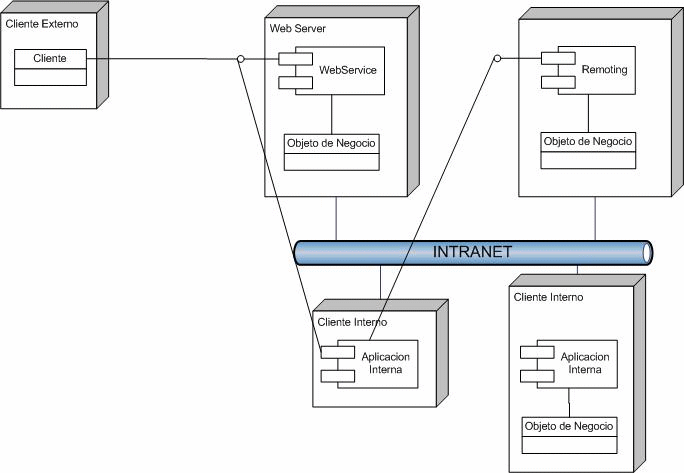 Cliente Externo
Cliente
Web Server
WebService
Objeto de Negocio
Remoting
Objeto de Negocio
INTRANET
Cliente Interno
Aplicacion
Interna
Cliente Interno
Aplicacion
Interna
Objeto de Negocio